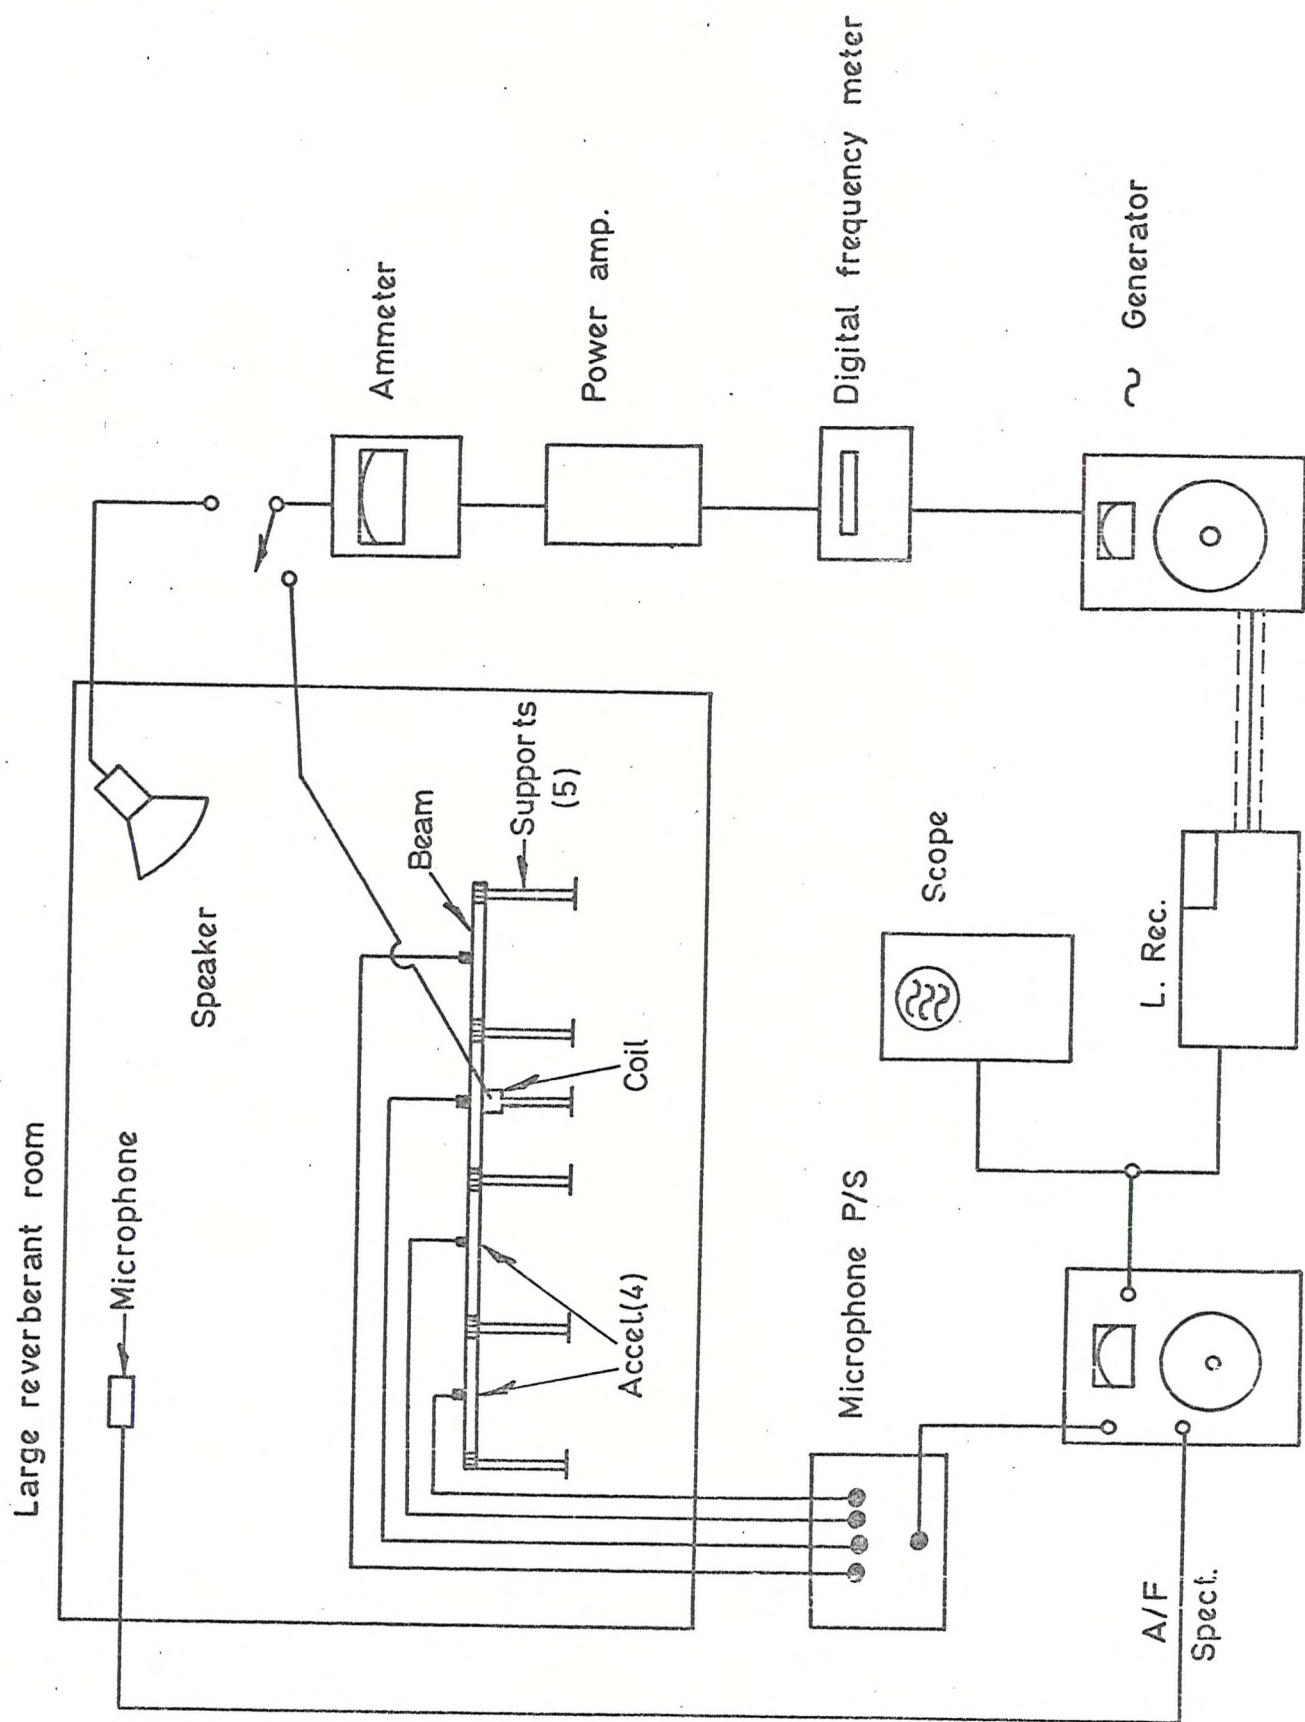 Large reverberant room
Microphone
Speaker
Beam
Supports
(5)
Coil
Accel(4)
Ammeter
Power amp.
Digital frequency meter
~ Generator
Microphone P/S
Scope
L. Rec.
A/F
Spect.